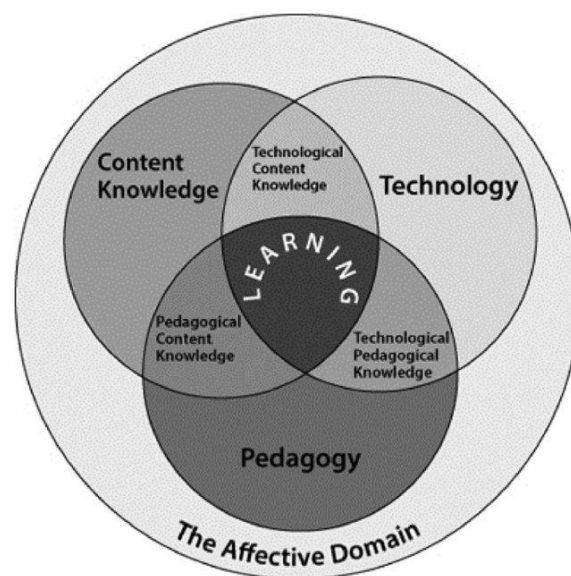 Content
Knowledge
Technological
Content
Knowledge
Technology
LEARNING
Pedagogical
Content
Knowledge
Technological
Pedagogical
Knowledge
Pedagogy
The Affective Domain